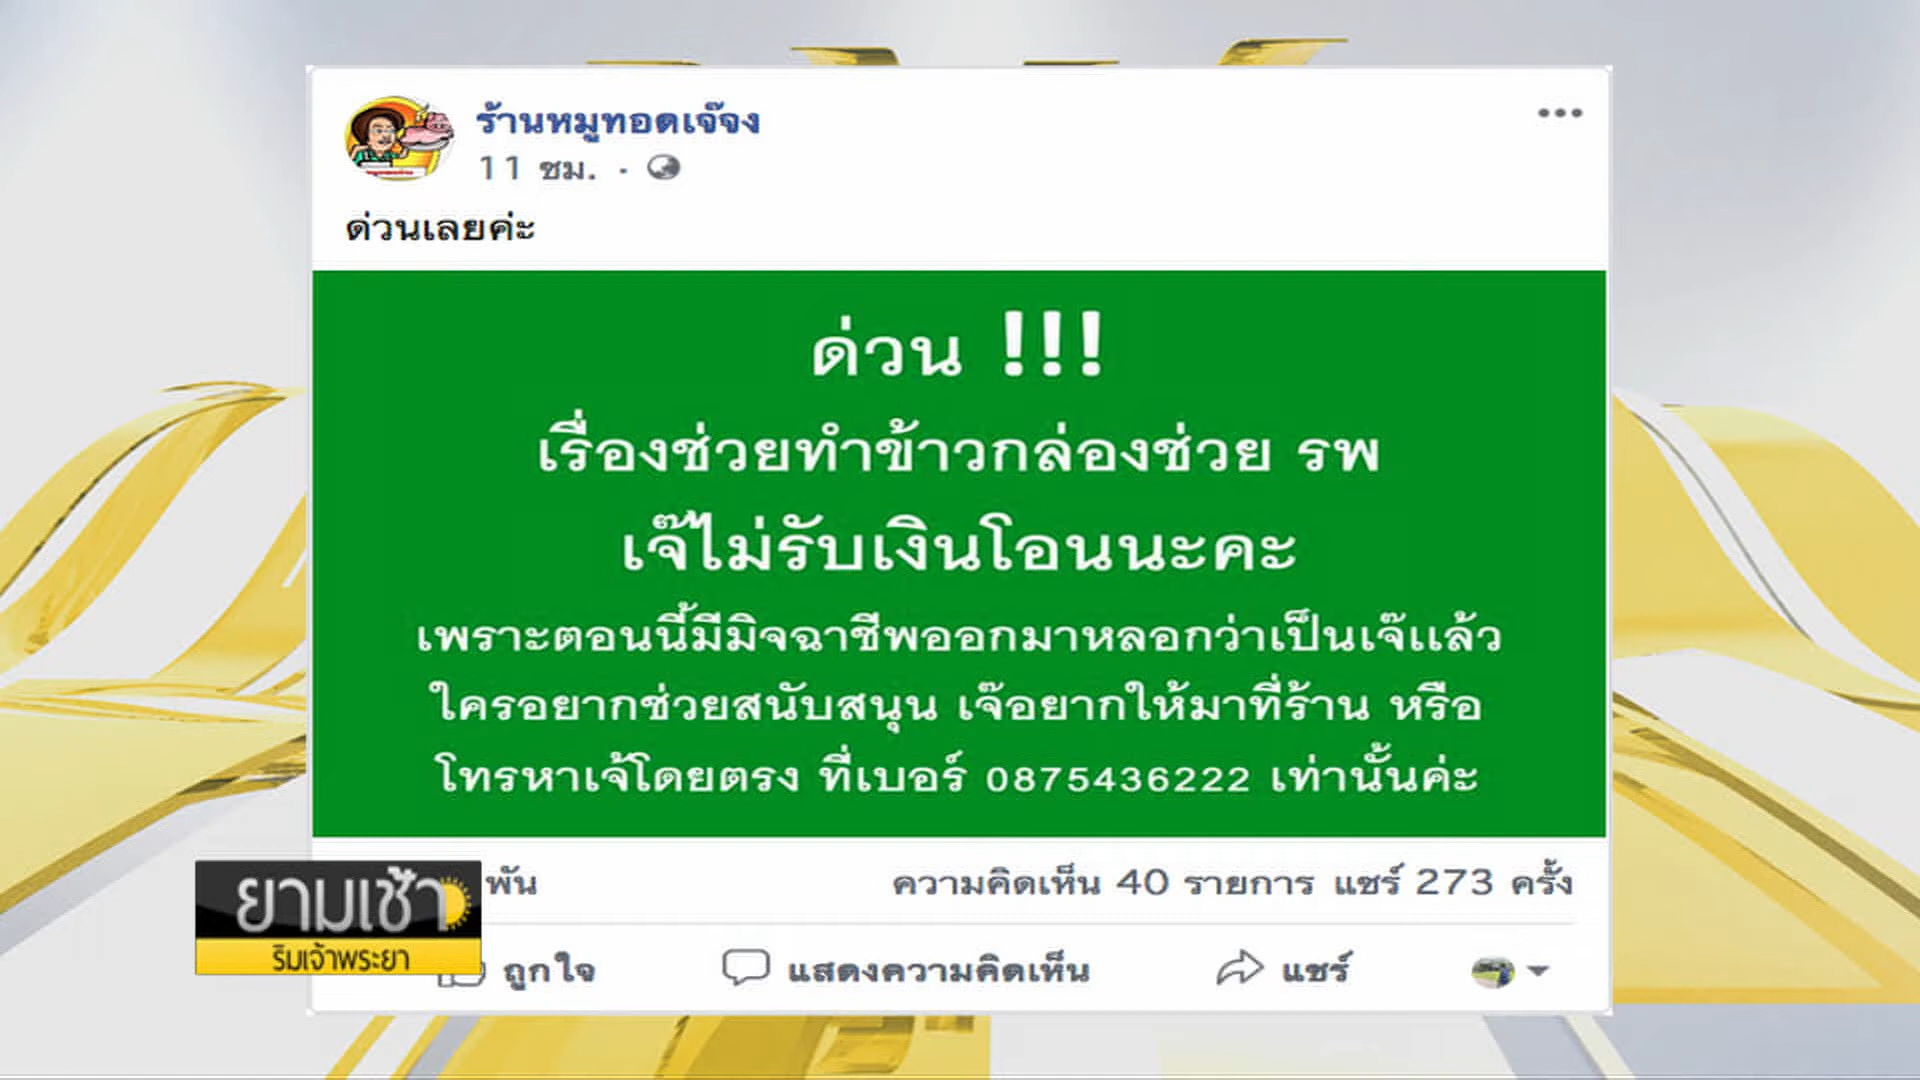 ร้านหมูทอดเจ๊จง
11 ชม.
ด่วนเลยค่ะ
ด่วน !!!
เรื่องช่วยทำข้าวกล่องช่วย รพ
เจ๊ไม่รับเงินโอนนะคะ
เพราะตอนนี้มีมิจฉาชีพออกมาหลอกว่าเป็นเจ๊แล้ว
ใครอยากช่วยสนับสนุน เจ๊อยากให้มาที่ร้าน หรือ
โทรหาเจ้โดยตรง ที่เบอร์ 0875436222 เท่านั้นค่ะ
พัน ความคิดเห็น 40 รายการ แชร์ 273 ครั้ง
ยามเช้า
ริมเจ้าพระยา
ถูกใจ แสดงความคิดเห็น แชร์